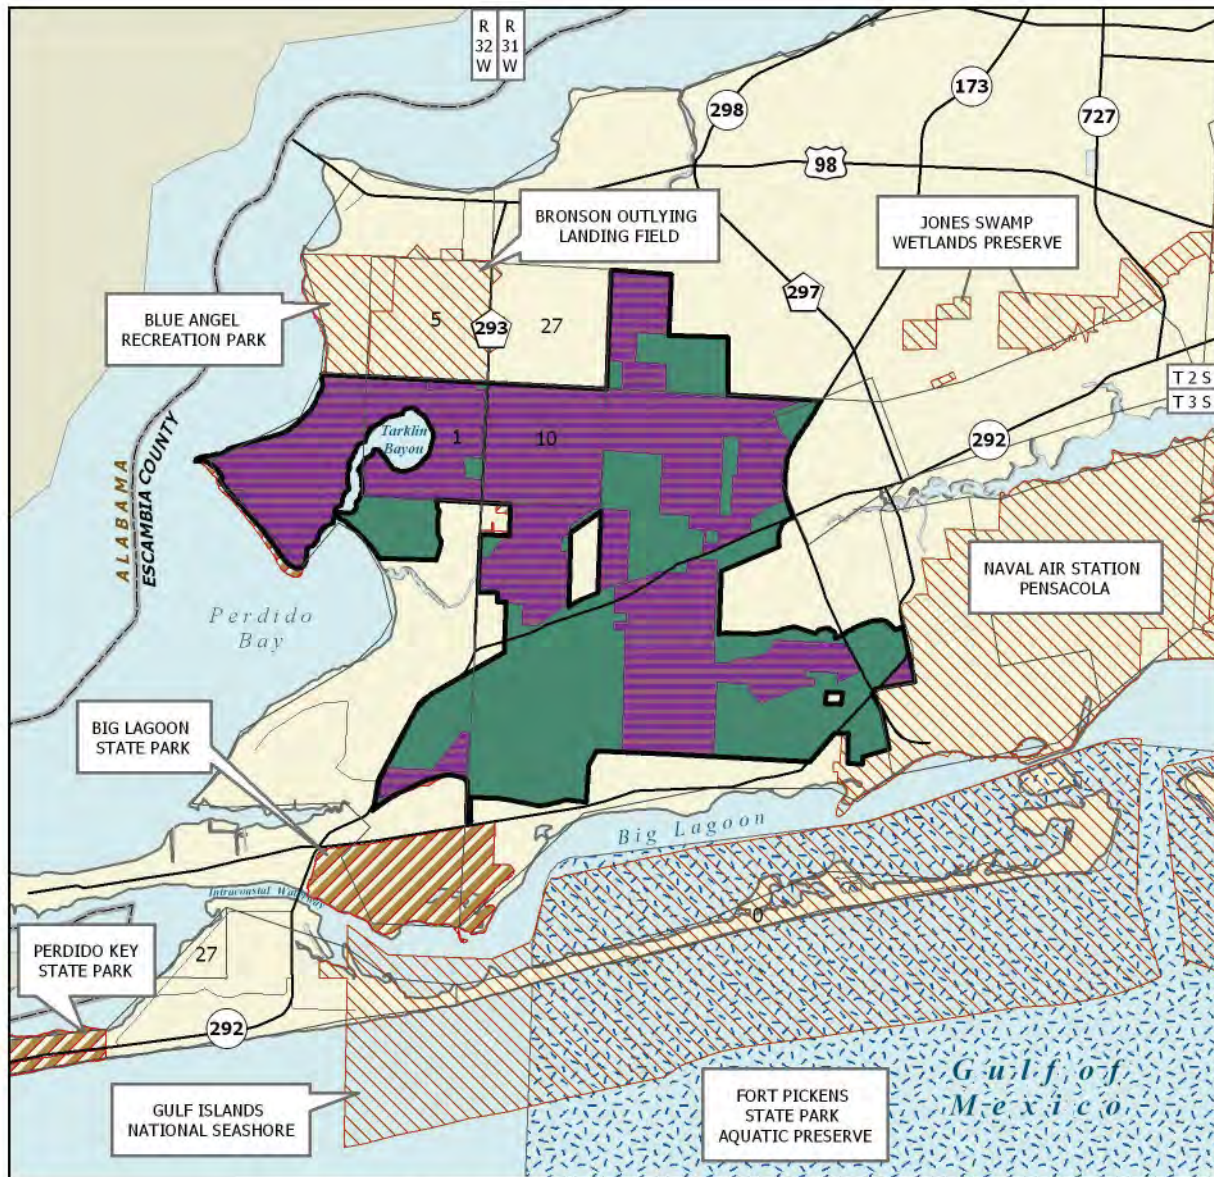 R
32
W
R
31
W
298
173
727
98
BRONSON OUTLYING
LANDING FIELD
JONES SWAMP
WETLANDS PRESERVE
BLUE ANGEL
RECREATION PARK
5
293
27
297
T 2 S
T 3 S
Tarklin
Bayou
1
10
292
ALABAMA
ESCAMBIA COUNTY
NAVAL AIR STATION
PENSACOLA
Perdido
Bay
BIG LAGOON
STATE PARK
Big Lagoon
Intracoastal Waterway
0
PERDIDO KEY
STATE PARK
27
292
GULF ISLANDS
NATIONAL SEASHORE
FORT PICKENS
STATE PARK
AQUATIC PRESERVE
Gulf of
Mexico